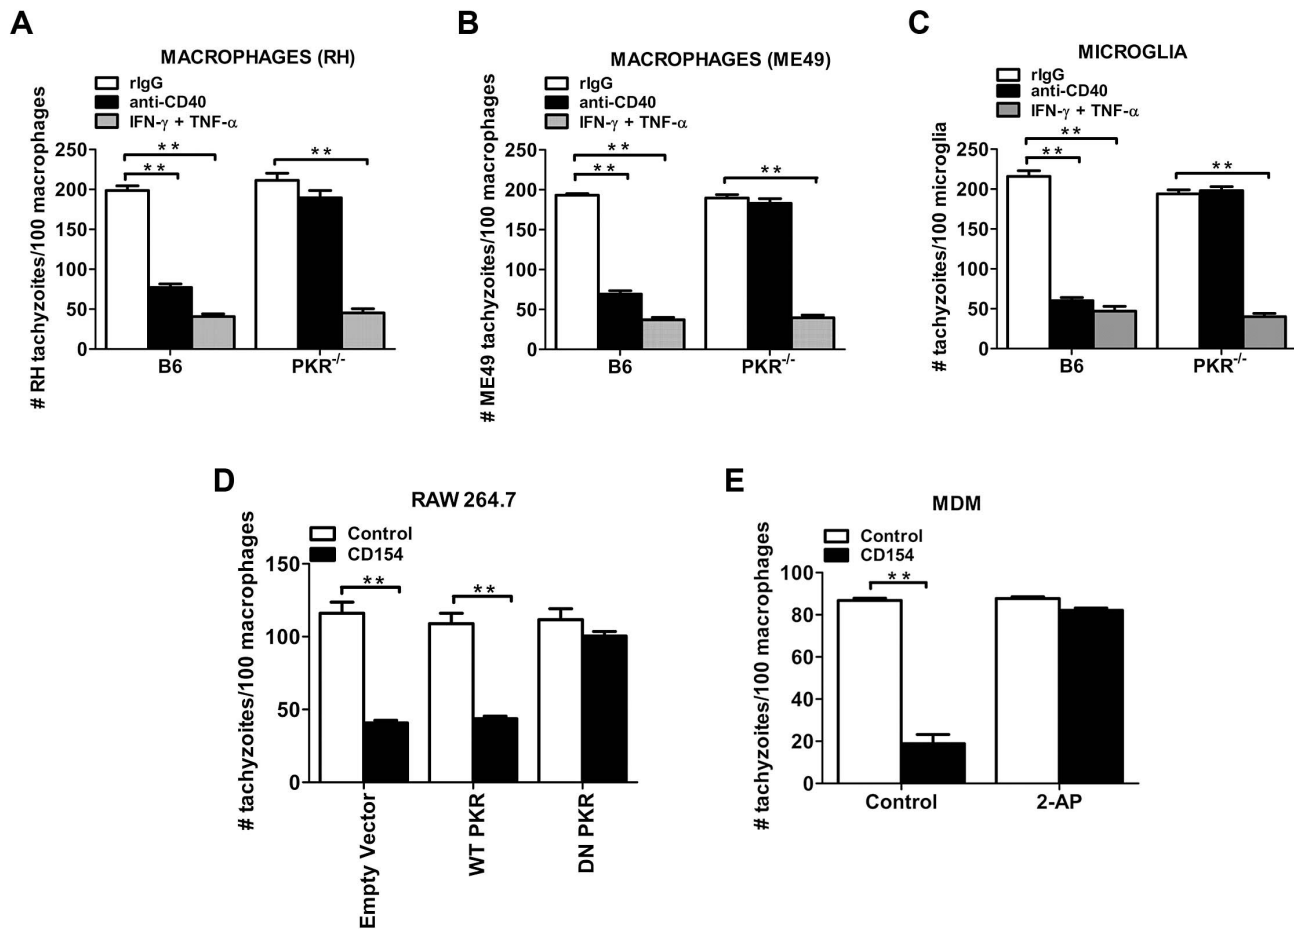 A
MACROPHAGES (RH)
rIgG
anti-CD40
IFN-γ + TNF-α
# RH tachyzoites/100 macrophages
250
200
150
100
50
0
* *
* *
* *
B6
PKR-/-
B
MACROPHAGES (ME49)
rIgG
anti-CD40
IFN-γ + TNF-α
# ME49 tachyzoites/100 macrophages
250
200
150
100
50
0
* *
* *
* *
B6
PKR-/-
C
MICROGLIA
rIgG
anti-CD40
IFN-γ + TNF-α
# tachyzoites/100 microglia
250
200
150
100
50
0
* *
* *
* *
B6
PKR-/-
D
RAW 264.7
Control
CD154
# tachyzoites/100 macrophages
150
100
50
0
* *
* *
Empty Vector
WT PKR
DN PKR
E
MDM
Control
CD154
# tachyzoites/100 macrophages
100
80
60
40
20
0
* *
Control
2-AP